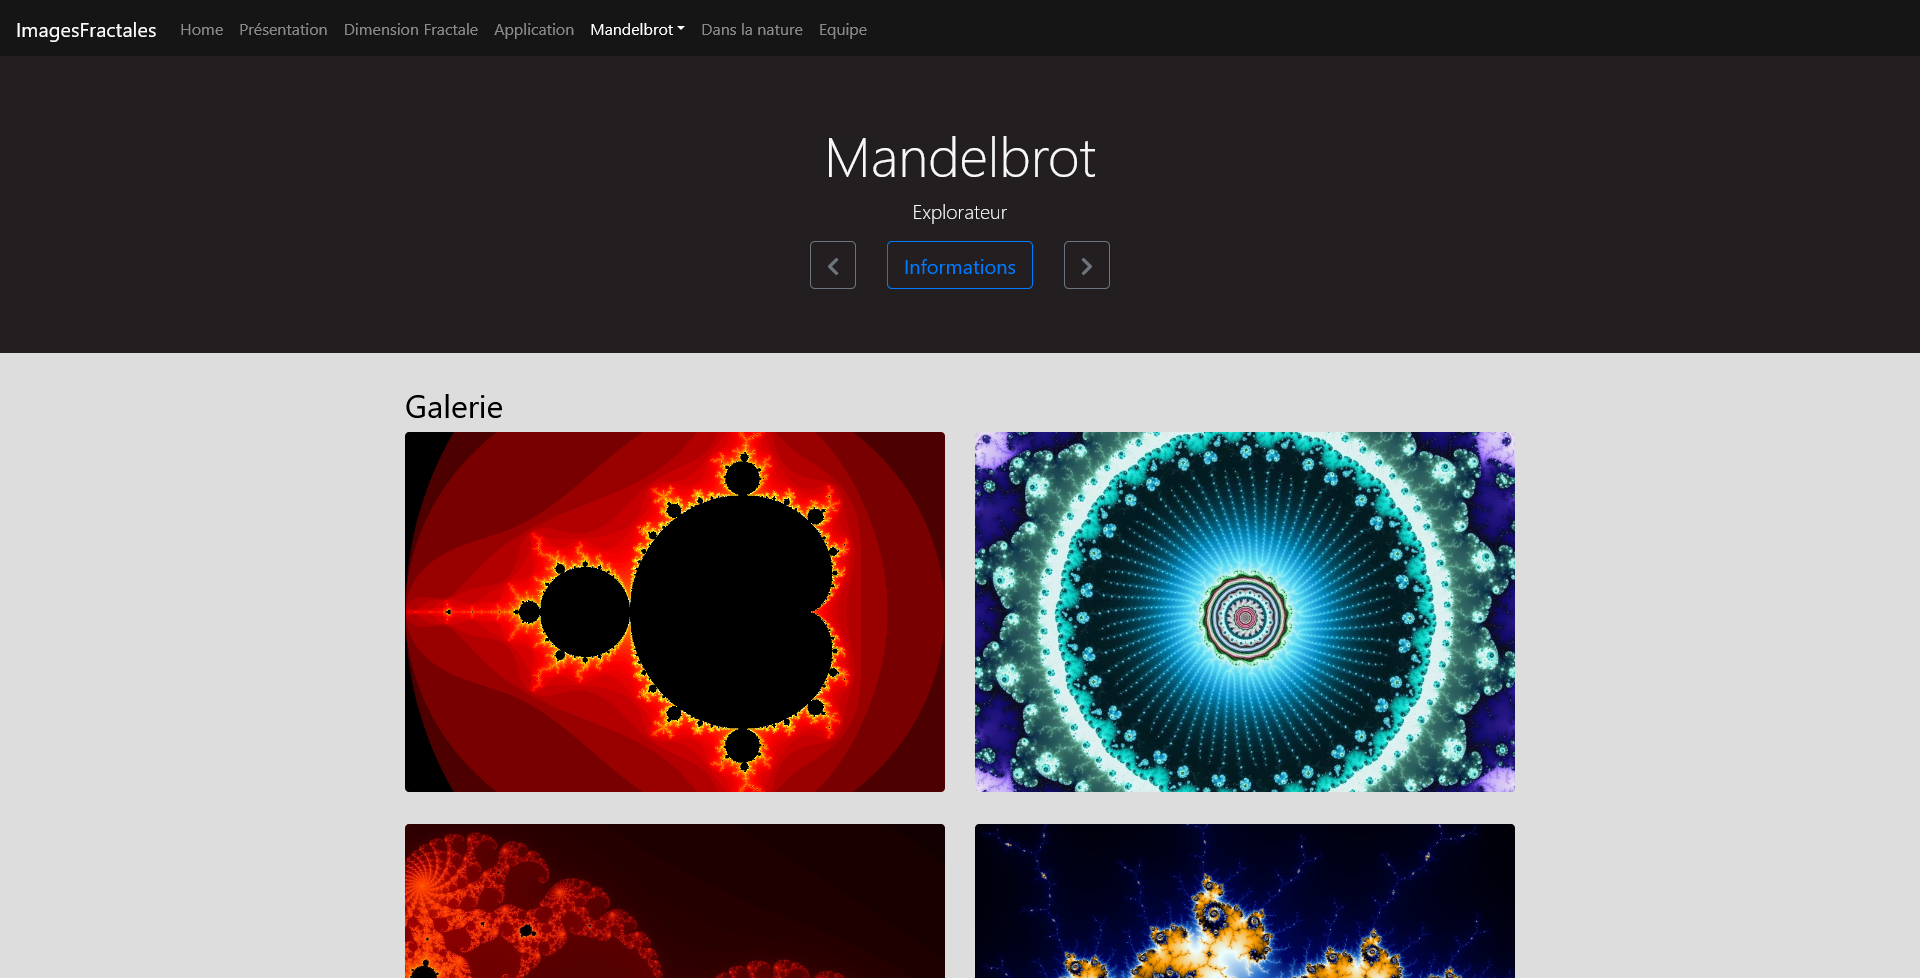 ImagesFractales Home Présentation Dimension Fractale Application Mandelbrot Dans la nature Equipe
Mandelbrot
Explorateur
Informations
Galerie